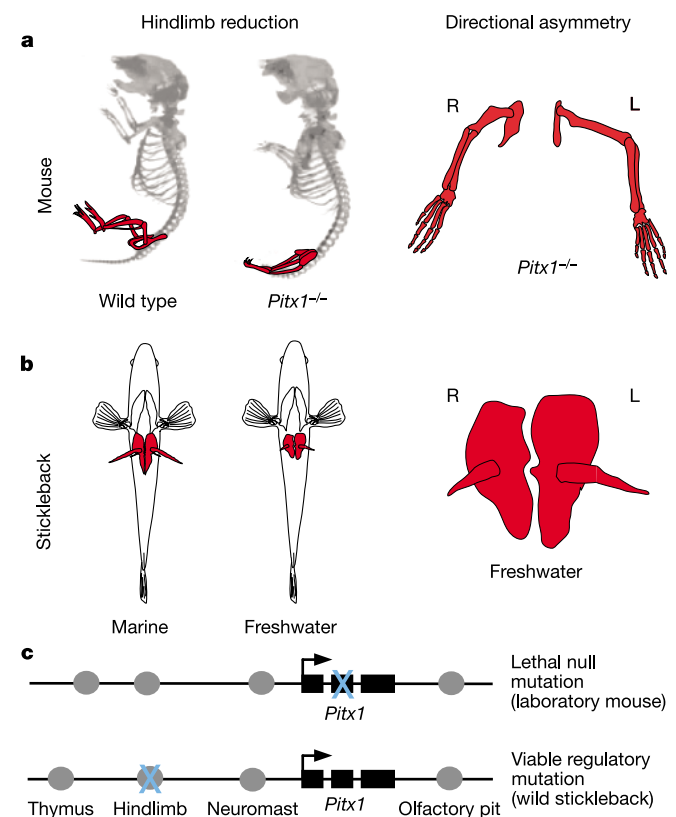 Hindlimb reduction
Directional asymmetry
a
Mouse
R
L
Wild type
Pitx1–/–
Pitx1–/–
b
Stickleback
R
L
Marine
Freshwater
Freshwater
c
Pitx1
Lethal null
mutation
(laboratory mouse)
Pitx1
Viable regulatory
mutation
(wild stickleback)
Thymus
Hindlimb
Neuromast
Olfactory pit